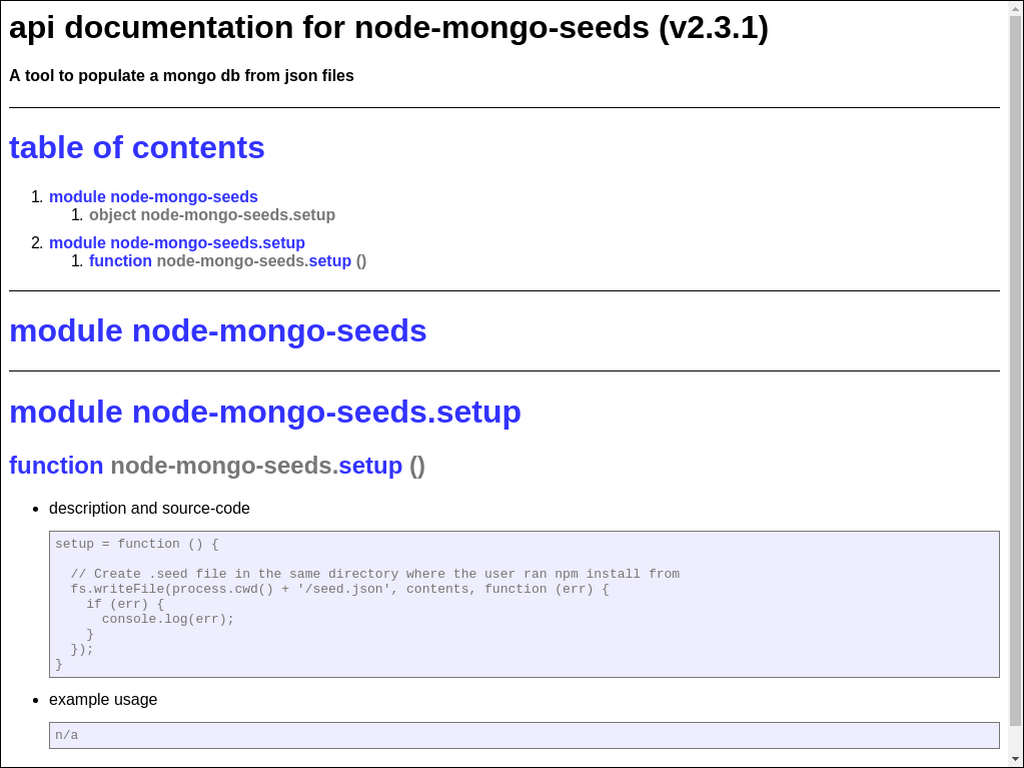 api documentation for node-mongo-seeds (v2.3.1)
A tool to populate a mongo db from json files
table of contents
1. module node-mongo-seeds
1. object node-mongo-seeds.setup
2. module node-mongo-seeds.setup
1. function node-mongo-seeds.setup ()
module node-mongo-seeds
module node-mongo-seeds.setup
function node-mongo-seeds.setup ()
• description and source-code
setup = function () {
  // Create .seed file in the same directory where the user ran npm install from
  fs.writeFile(process.cwd() + '/seed.json', contents, function (err) {
    if (err) {
      console.log(err);
    }
  });
}
• example usage
n/a